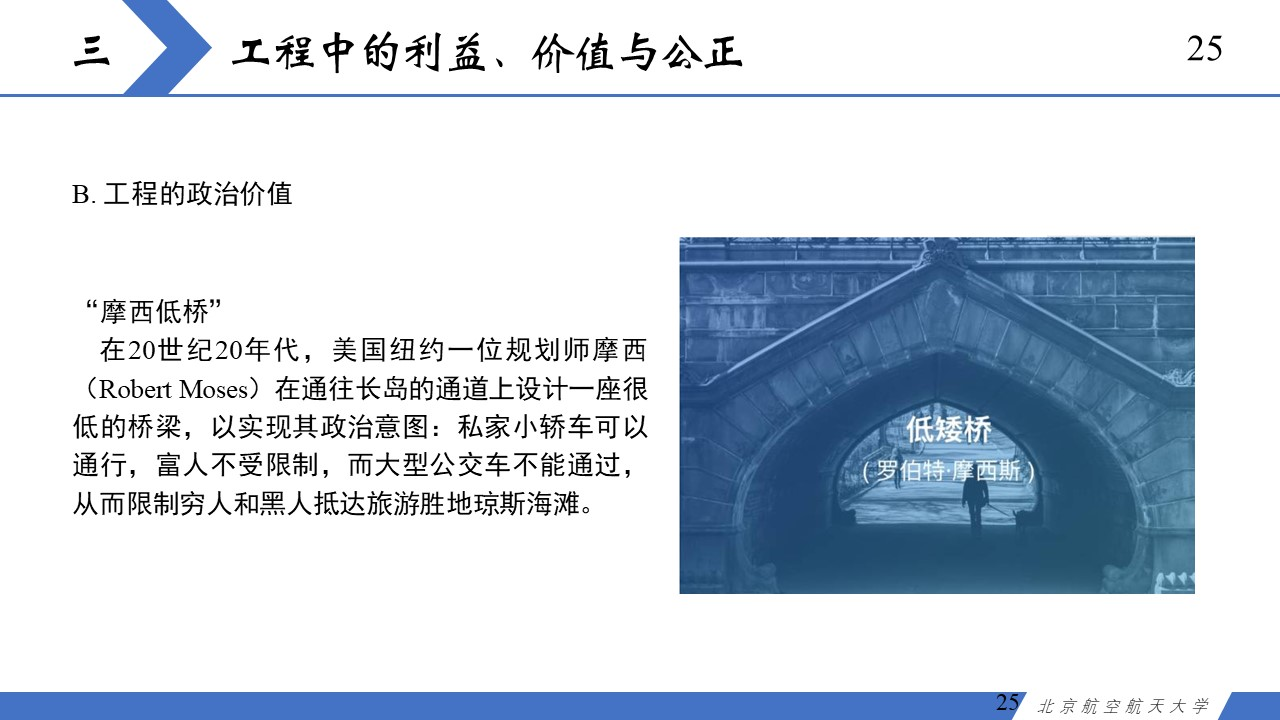 三
工程中的利益、价值与公正
25
B. 工程的政治价值
“摩西低桥”
在20世纪20年代，美国纽约一位规划师摩西
（Robert Moses）在通往长岛的通道上设计一座很
低的桥梁，以实现其政治意图：私家小轿车可以
通行，富人不受限制，而大型公交车不能通过，
从而限制穷人和黑人抵达旅游胜地琼斯海滩。
低矮桥
( 罗伯特·摩西斯 )
25
北京航空航天大学